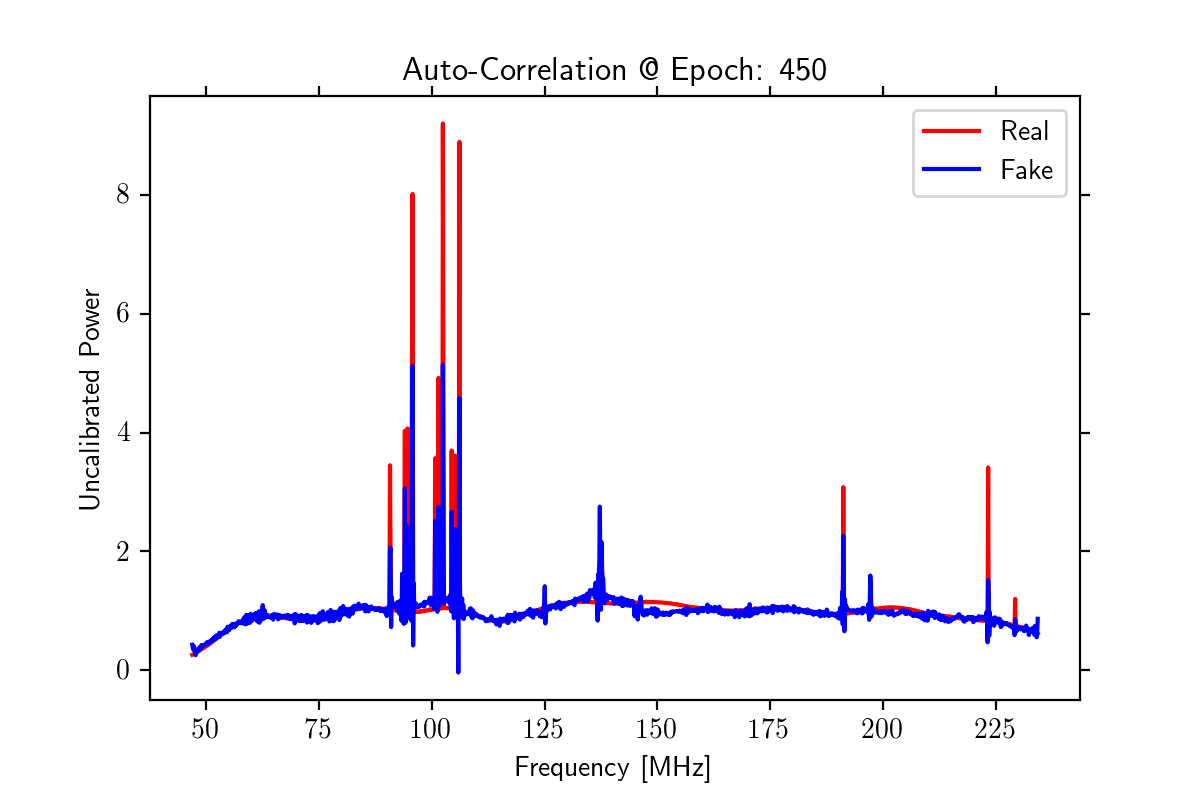 Auto-Correlation @ Epoch: 450
Real
Fake
8
6
4
2
0
Uncalibrated Power
50 75 100 125 150 175 200 225
Frequency [MHz]